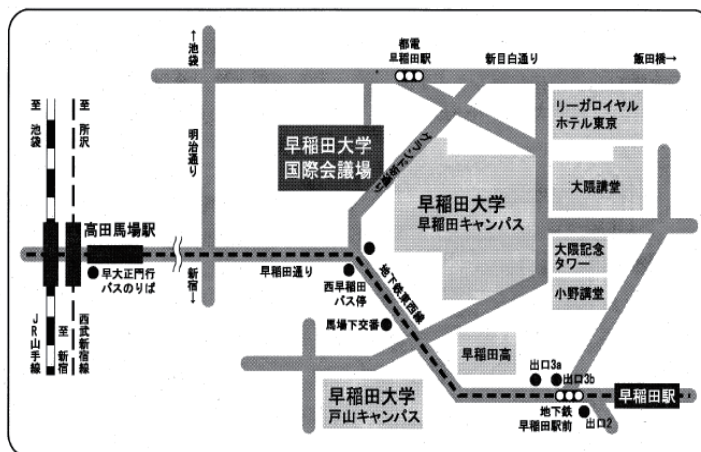 ←池袋
都電
早稲田駅
新目白通り
飯田橋→
至 池袋
至 所沢
明治通り
リーガロイヤル
ホテル東京
早稲田大学
国際会議場
グランド坂通り
早稲田大学
早稲田キャンパス
大隈講堂
高田馬場駅
早大正門行
バスのりば
新宿→
早稲田通り
西早稲田
バス停
地下鉄東西線
大隈記念
タワー
小野講堂
馬場下交番
JR山手線
至 新宿
西武新宿線
早稲田大学
戸山キャンパス
早稲田高
出口3a
出口3b
地下鉄
早稲田駅前
出口2
早稲田駅